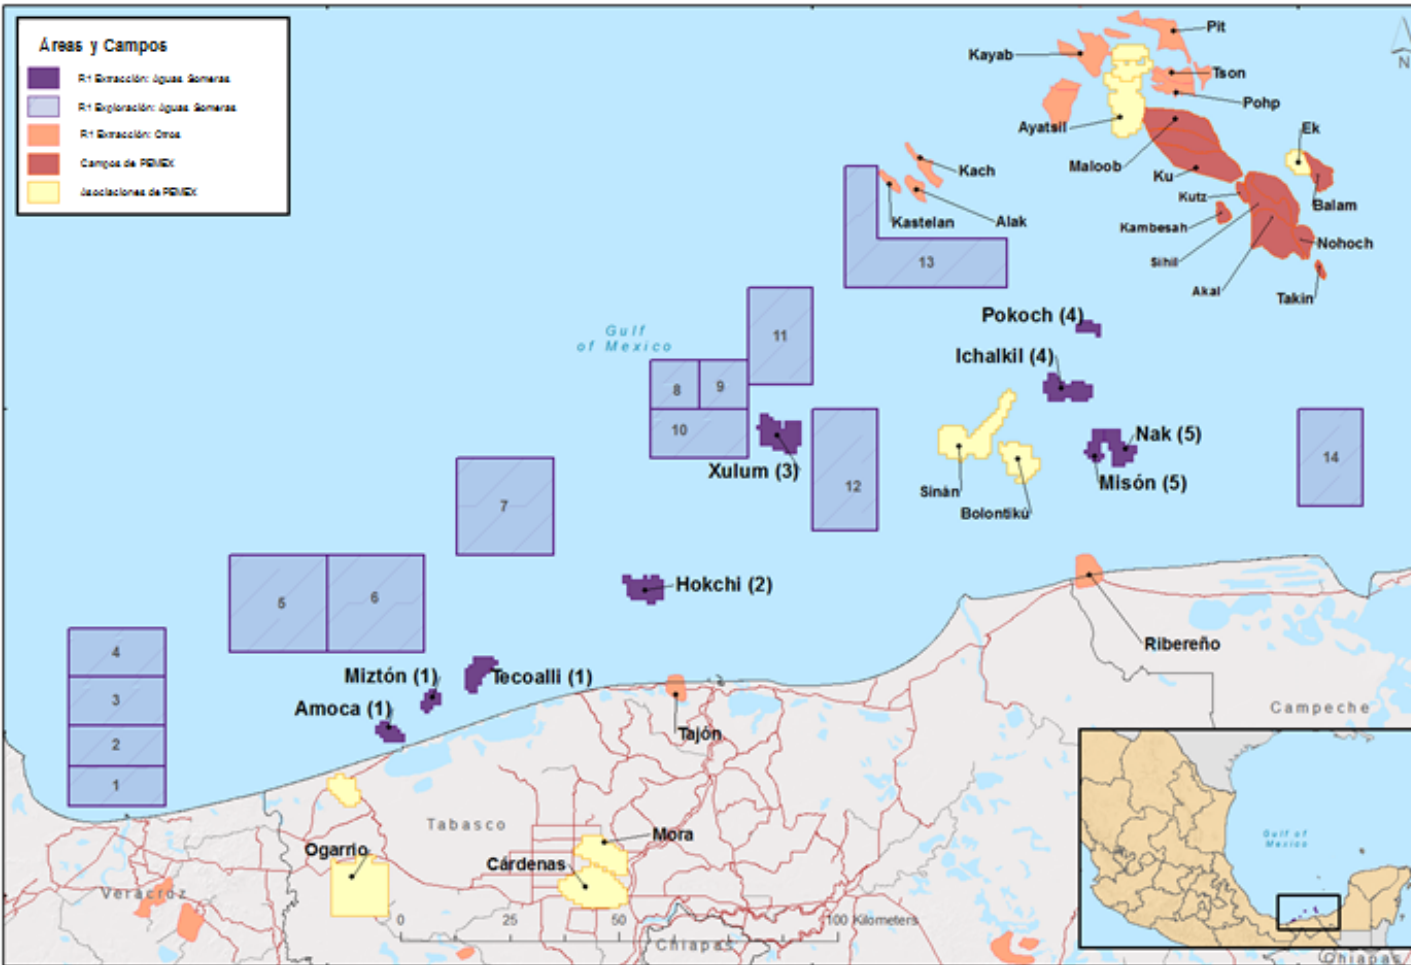 Áreas y Campos
R1 Extracción: Aguas Someras
R1 Exploración: Aguas Someras
R1 Extracción: Otros
Campos de PEMEX
Asociaciones de PEMEX
N
Pit
Kayab
Tson
Pohp
Ayatsil
Ek
Maloob
Ku
Kach
Kutz
Balam
Kastelan
Alak
Kambesah
Nohoch
Sihil
13
Akal
Takin
Pokoch (4)
Gulf
of Mexico
11
Ichalkil (4)
8
9
10
Nak (5)
Xulum (3)
14
Misón (5)
12
Sinán
7
Bolontikú
Hokchi (2)
5
6
Ribereño
4
Miztón (1)
Tecoalli (1)
3
Amoca (1)
Campeche
Tajón
2
1
Tabasco
Mora
Ogarrio
Cárdenas
Gulf of
Mexico
Veracruz
0
25
50
100 Kilometers
Chiapas
Chiapas